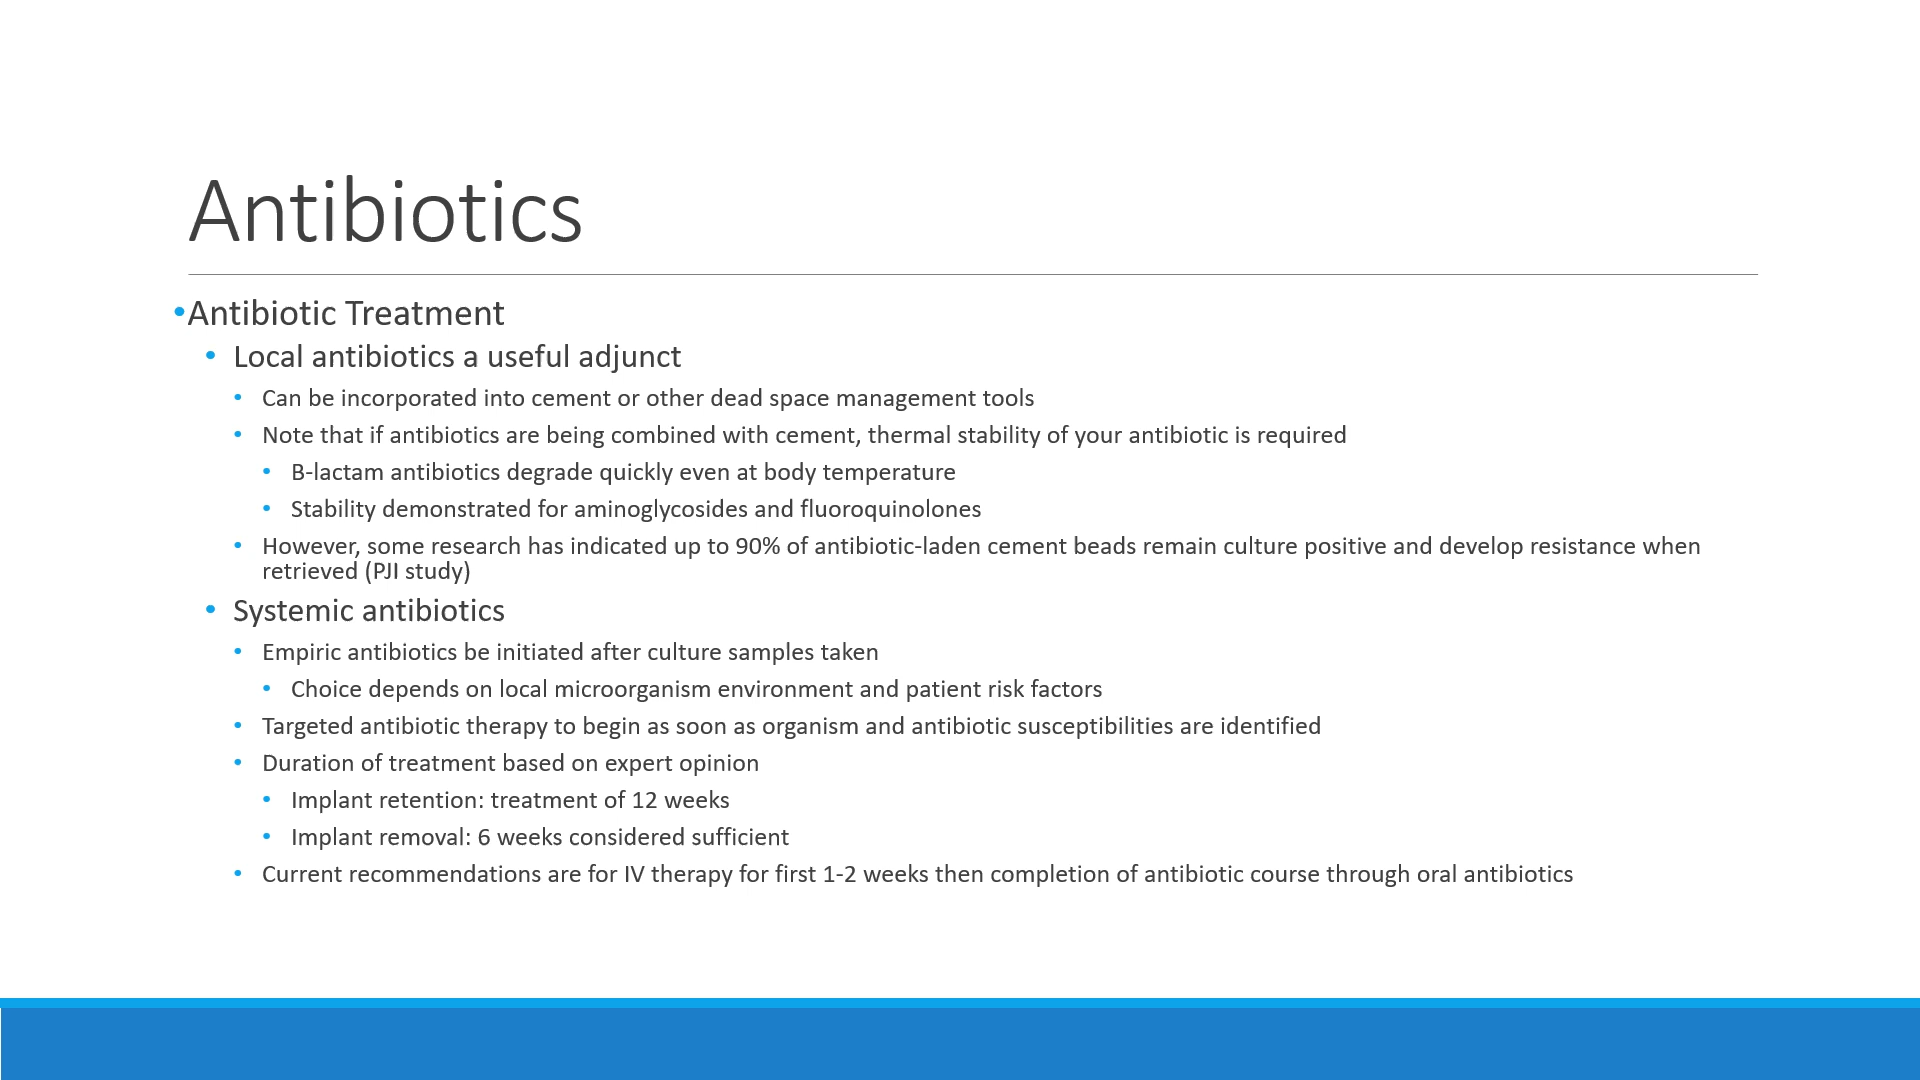 Antibiotics
•Antibiotic Treatment
• Local antibiotics a useful adjunct
• Can be incorporated into cement or other dead space management tools
• Note that if antibiotics are being combined with cement, thermal stability of your antibiotic is required
• B-lactam antibiotics degrade quickly even at body temperature
• Stability demonstrated for aminoglycosides and fluoroquinolones
• However, some research has indicated up to 90% of antibiotic-laden cement beads remain culture positive and develop resistance when
retrieved (PJI study)
• Systemic antibiotics
• Empiric antibiotics be initiated after culture samples taken
• Choice depends on local microorganism environment and patient risk factors
• Targeted antibiotic therapy to begin as soon as organism and antibiotic susceptibilities are identified
• Duration of treatment based on expert opinion
• Implant retention: treatment of 12 weeks
• Implant removal: 6 weeks considered sufficient
• Current recommendations are for IV therapy for first 1-2 weeks then completion of antibiotic course through oral antibiotics